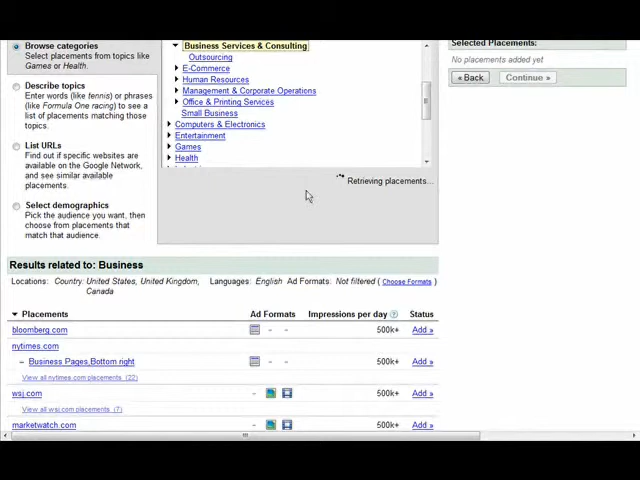 Browse categories
Select placements from topics like
Games or Health.
Describe topics
Enter words (like tennis) or phrases
(like Formula One racing) to see a
list of placements matching those
topics.
List URLs
Find out if specific websites are
available on the Google Network,
and see similar available
placements.
Select demographics
Pick the audience you want, then
choose from placements that
match that audience.
Business Services & Consulting
Outsourcing
E-Commerce
Human Resources
Management & Corporate Operations
Office & Printing Services
Small Business
Computers & Electronics
Entertainment
Games
Health
Retrieving placements...
Selected Placements:
No placements added yet
« Back Continue »
Results related to: Business
Locations: Country: United States, United Kingdom, Canada Languages: English Ad Formats: Not filtered ( Choose Formats )
Placements Ad Formats Impressions per day ? Status
bloomberg.com - - 500k+ Add »
nytimes.com
– Business Pages,Bottom right - - 500k+ Add »
View all nytimes.com placements (22)
wsj.com - 500k+ Add »
View all wsj.com placements (7)
marketwatch.com - 500k+ Add »